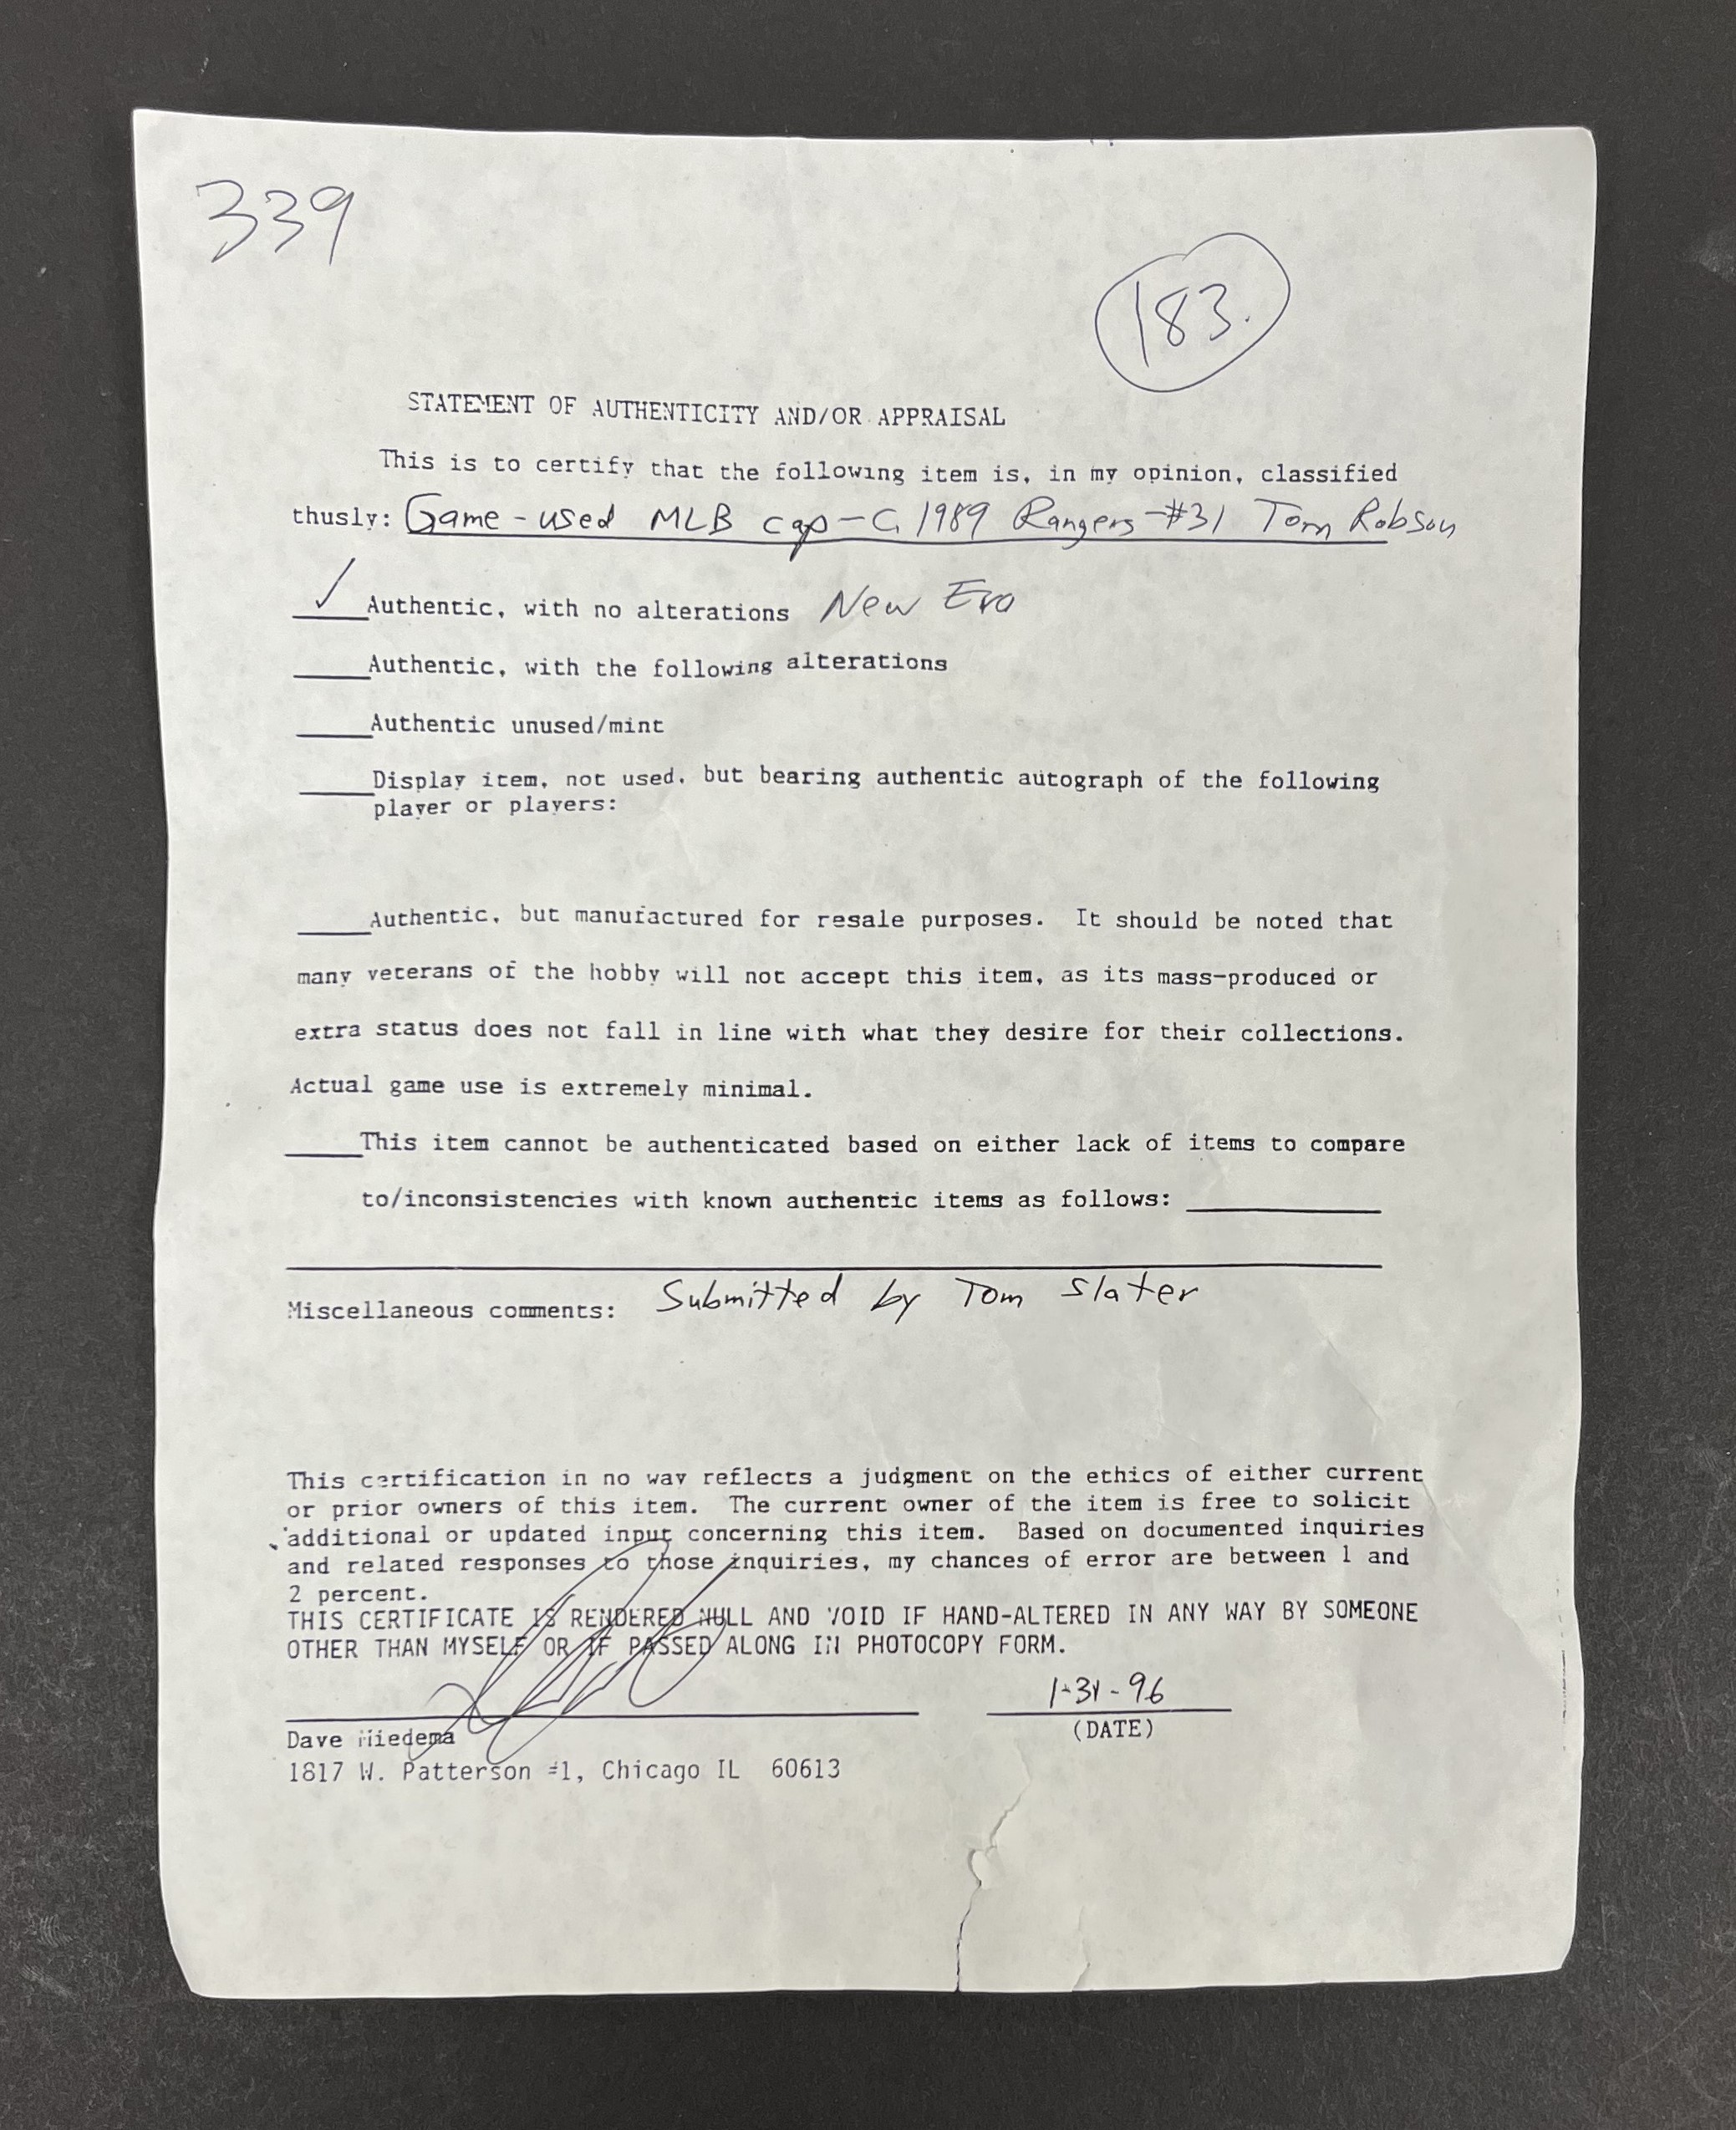 339
183.
STATEMENT OF AUTHENTICITY AND/OR APPRAISAL
This is to certify that the following item is, in my opinion, classified
thusly: Game-used MLB cap-C. 1989 Rangers-#31 Tom Robson
✓ Authentic, with no alterations New Era
Authentic, with the following alterations
Authentic unused/mint
Display item, not used, but bearing authentic autograph of the following
player or players:
Authentic, but manufactured for resale purposes. It should be noted that
many veterans of the hobby will not accept this item, as its mass-produced or
extra status does not fall in line with what they desire for their collections.
Actual game use is extremely minimal.
This item cannot be authenticated based on either lack of items to compare
to/inconsistencies with known authentic items as follows:
Miscellaneous comments: Submitted by Tom Slater
This certification in no way reflects a judgment on the ethics of either current
or prior owners of this item. The current owner of the item is free to solicit
additional or updated input concerning this item. Based on documented inquiries
and related responses to those inquiries, my chances of error are between 1 and
2 percent.
THIS CERTIFICATE IS RENDERED NULL AND VOID IF HAND-ALTERED IN ANY WAY BY SOMEONE
OTHER THAN MYSELF OR IF PASSED ALONG IN PHOTOCOPY FORM.
1-31-96
Dave Miedema
(DATE)
1817 W. Patterson #1, Chicago IL 60613